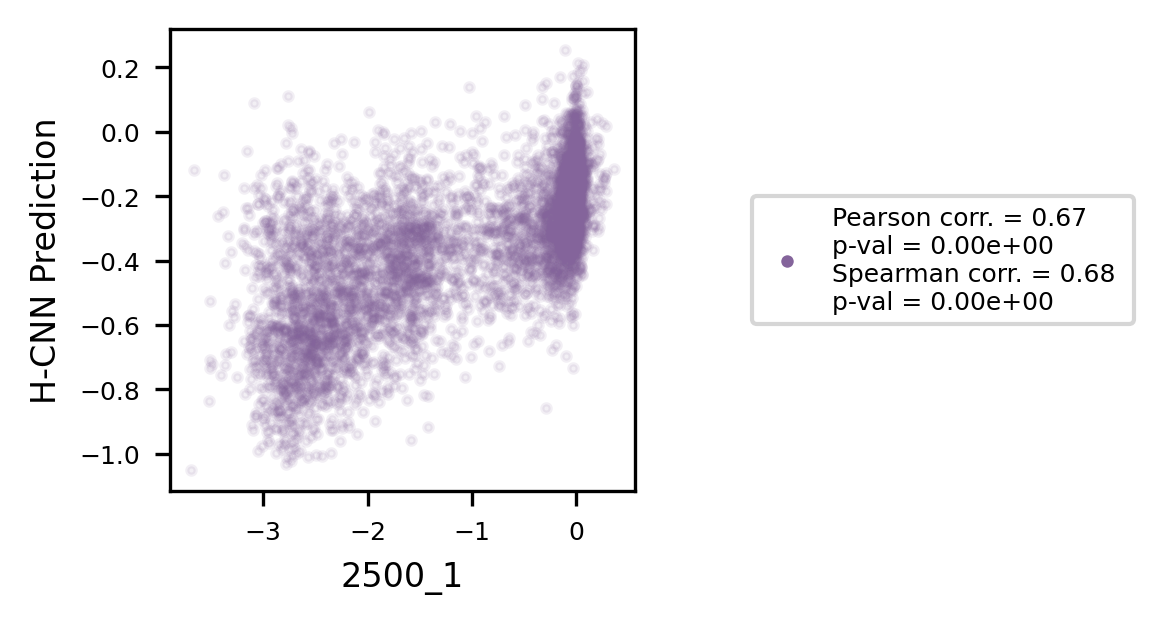 H-CNN Prediction
0.2
0.0
−0.2
−0.4
−0.6
−0.8
−1.0
−3
−2
−1
0
2500_1
Pearson corr. = 0.67
p-val = 0.00e+00
Spearman corr. = 0.68
p-val = 0.00e+00